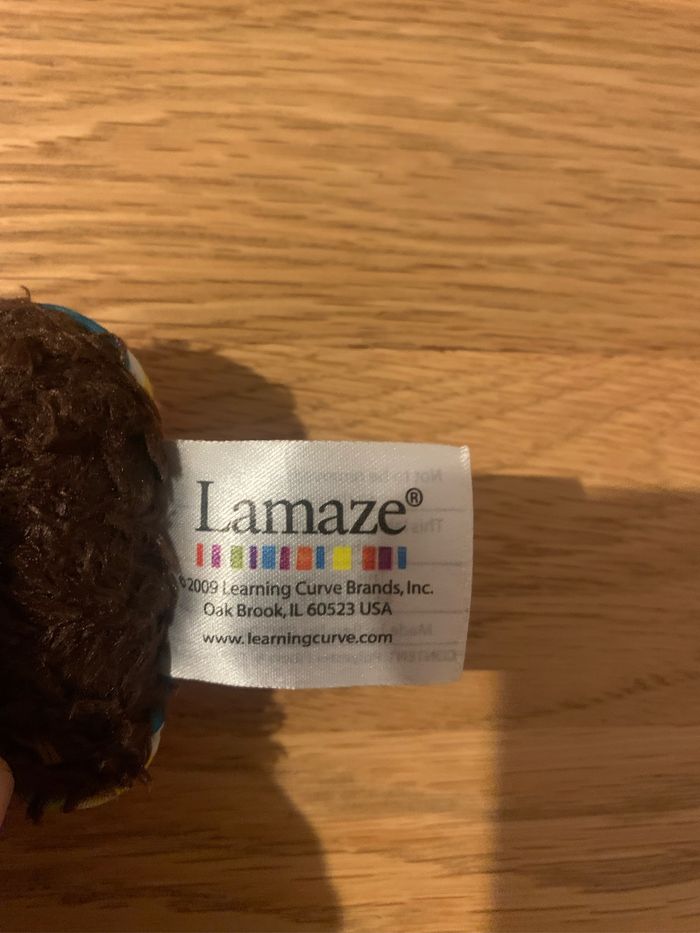 Lamaze®
©2009 Learning Curve Brands, Inc.
Oak Brook, IL 60523 USA
www.learningcurve.com